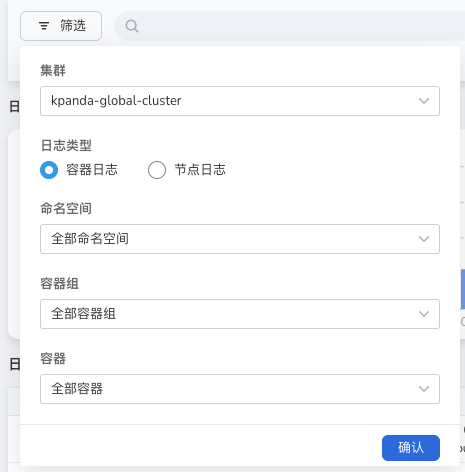 筛选
集群
kpanda-global-cluster
日志类型
容器日志 节点日志
命名空间
全部命名空间
容器组
全部容器组
容器
全部容器
确认